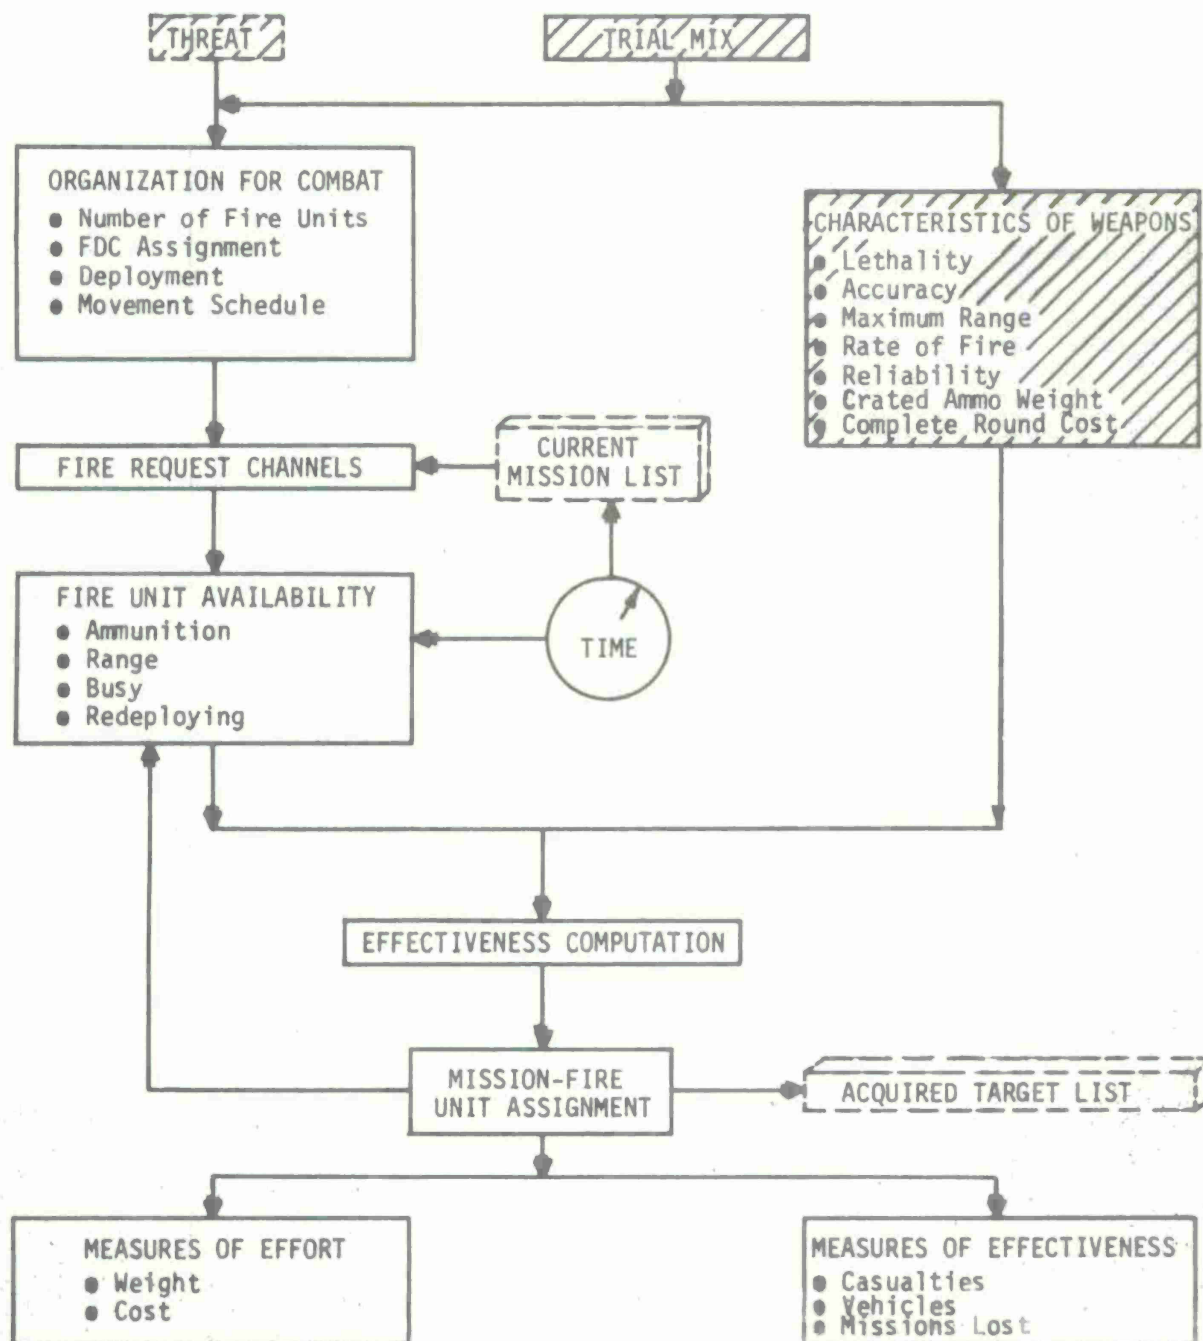 THREAT
TRIAL MIX
ORGANIZATION FOR COMBAT
● Number of Fire Units
● FDC Assignment
● Deployment
● Movement Schedule
CHARACTERISTICS OF WEAPONS
● Lethality
● Accuracy
● Maximum Range
● Rate of Fire
● Reliability
● Crated Ammo Weight
● Complete Round Cost
FIRE REQUEST CHANNELS
CURRENT
MISSION LIST
FIRE UNIT AVAILABILITY
● Ammunition
● Range
● Busy
● Redeploying
TIME
EFFECTIVENESS COMPUTATION
MISSION-FIRE
UNIT ASSIGNMENT
ACQUIRED TARGET LIST
MEASURES OF EFFORT
● Weight
● Cost
MEASURES OF EFFECTIVENESS
● Casualties
● Vehicles
● Missions Lost